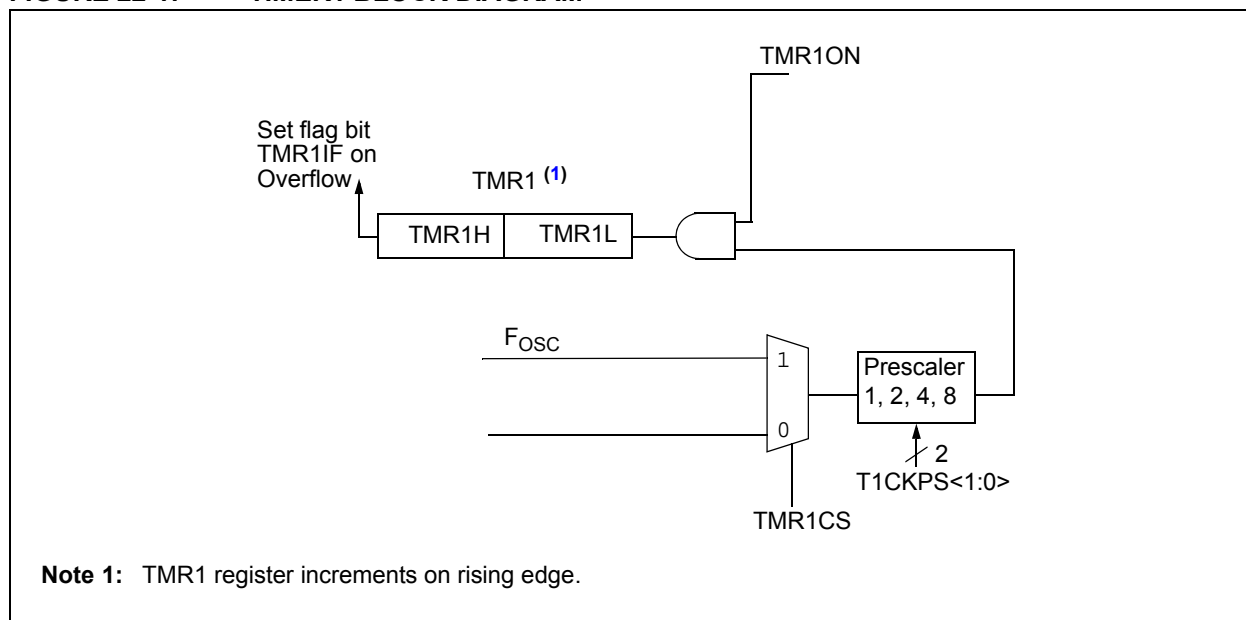 TMR1ON
Set flag bit
TMR1IF on
Overflow
TMR1 (1)
TMR1H
TMR1L
FOSC
1
0
Prescaler
1, 2, 4, 8
2
T1CKPS<1:0>
TMR1CS
Note 1: TMR1 register increments on rising edge.